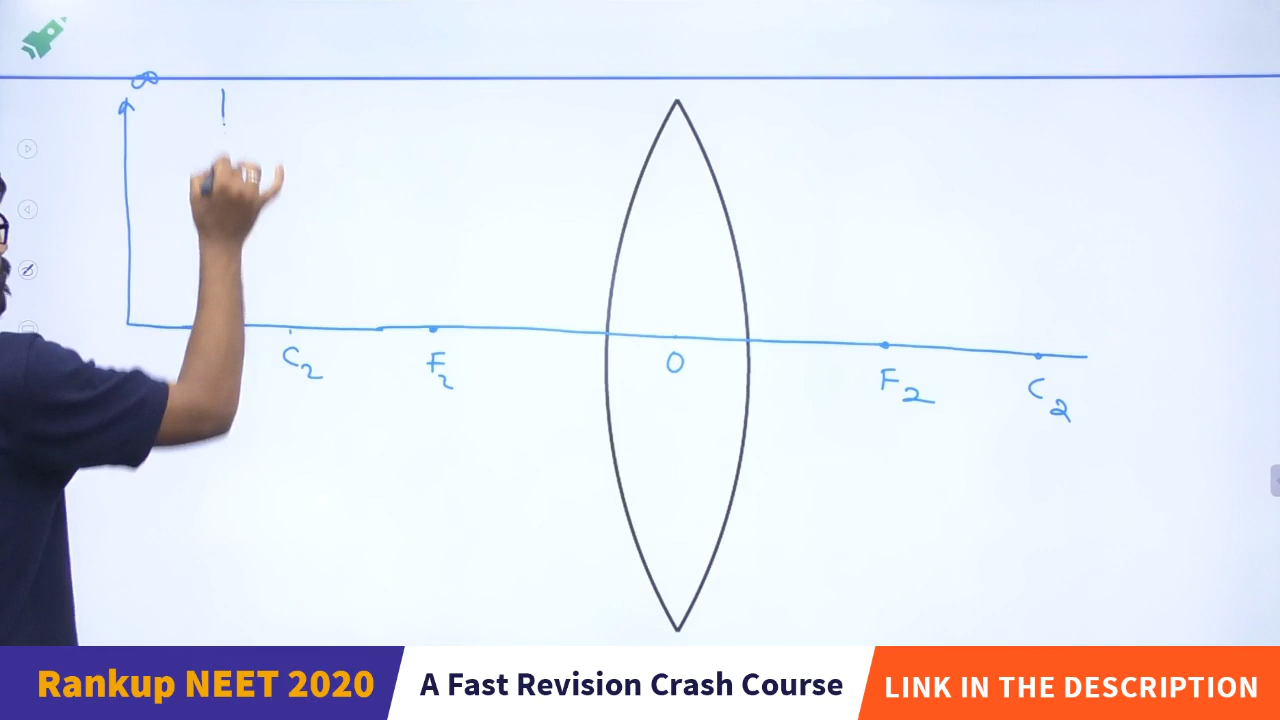 ∞
C2
F2
O
F2
C2
Rankup NEET 2020
A Fast Revision Crash Course
LINK IN THE DESCRIPTION